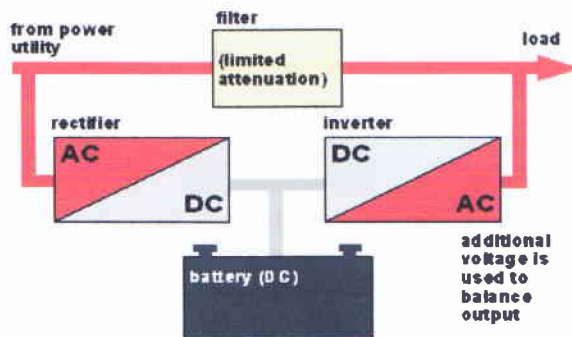 from power
utility
filter
(limited
attenuation)
load
rectifier
AC
DC
inverter
DC
AC
battery (DC)
additional
voltage is
used to
balance
output